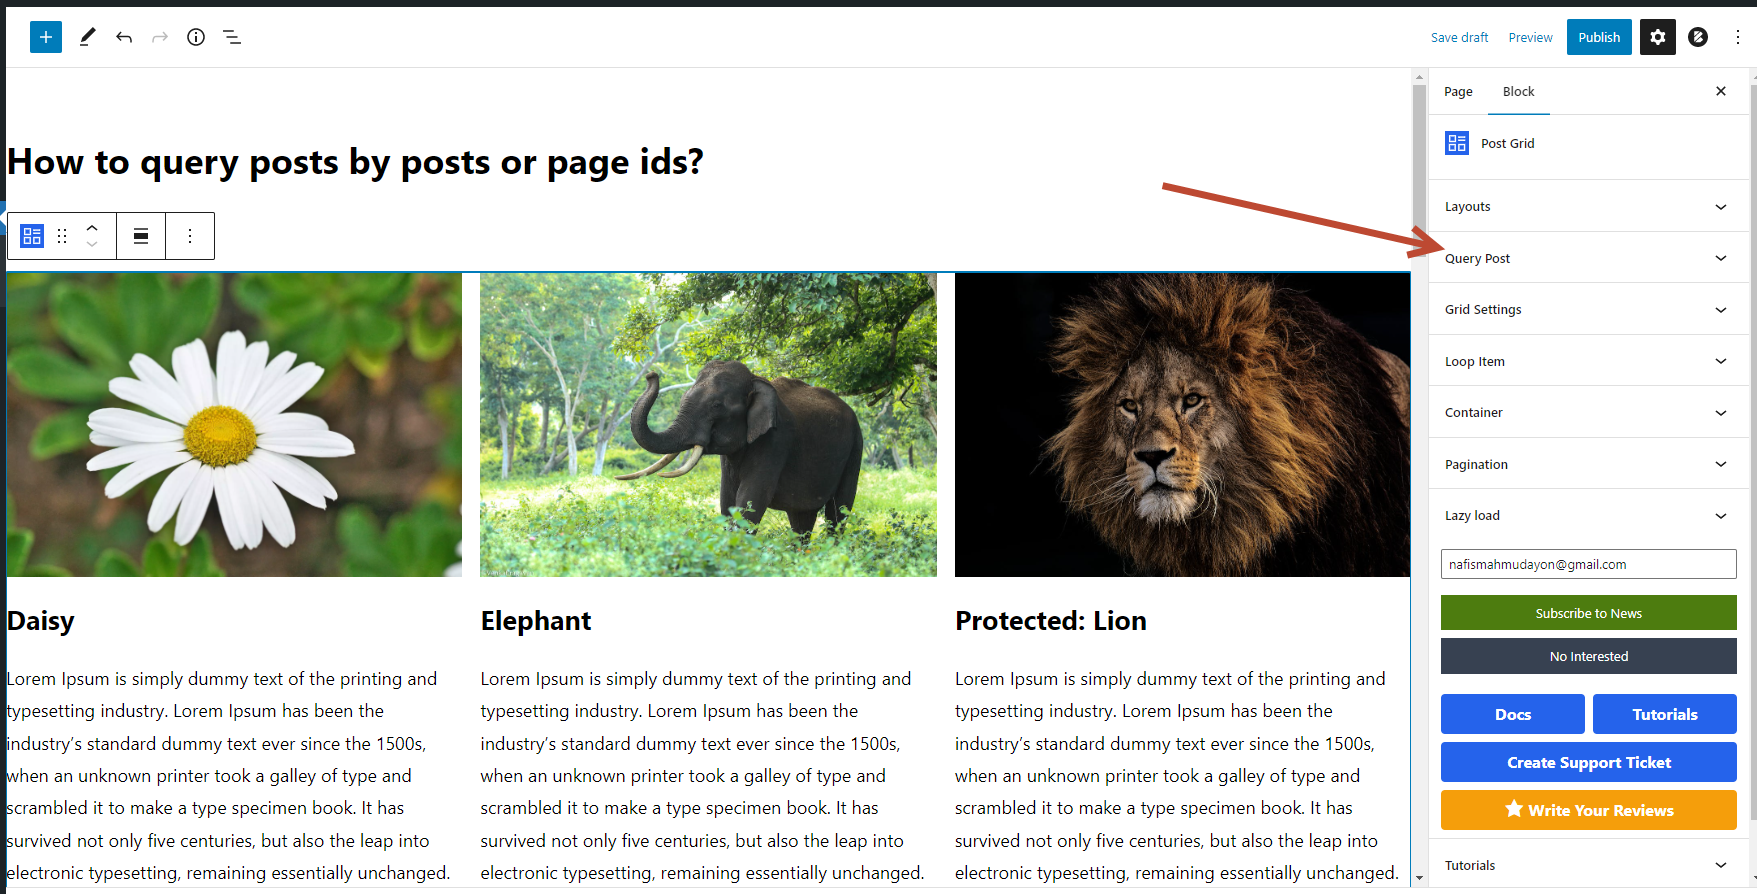 Save draft
Preview
Publish
Page
Block
Post Grid
Layouts
Query Post
Grid Settings
Loop Item
Container
Pagination
Lazy load
nafismahmudayon@gmail.com
Subscribe to News
No Interested
Docs
Tutorials
Create Support Ticket
Write Your Reviews
Tutorials
How to query posts by posts or page ids?
Daisy
Lorem Ipsum is simply dummy text of the printing and
typesetting industry. Lorem Ipsum has been the
industry’s standard dummy text ever since the 1500s,
when an unknown printer took a galley of type and
scrambled it to make a type specimen book. It has
survived not only five centuries, but also the leap into
electronic typesetting, remaining essentially unchanged.
Elephant
Lorem Ipsum is simply dummy text of the printing and
typesetting industry. Lorem Ipsum has been the
industry’s standard dummy text ever since the 1500s,
when an unknown printer took a galley of type and
scrambled it to make a type specimen book. It has
survived not only five centuries, but also the leap into
electronic typesetting, remaining essentially unchanged.
Protected: Lion
Lorem Ipsum is simply dummy text of the printing and
typesetting industry. Lorem Ipsum has been the
industry’s standard dummy text ever since the 1500s,
when an unknown printer took a galley of type and
scrambled it to make a type specimen book. It has
survived not only five centuries, but also the leap into
electronic typesetting, remaining essentially unchanged.